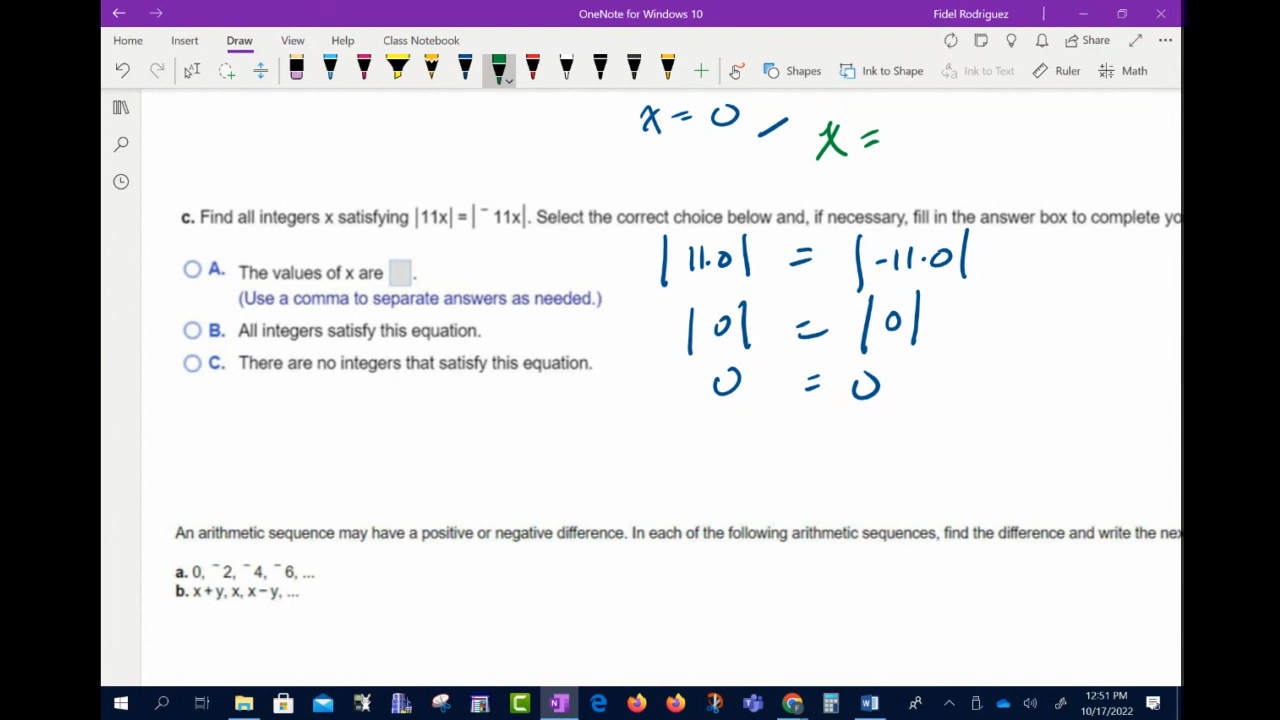 OneNote for Windows 10
Fidel Rodriguez
Home Insert Draw View Help Class Notebook Share
Shapes Ink to Shape Ink to Text Ruler Math
x = 0 x =
c. Find all integers x satisfying |11x| = |⁻11x|. Select the correct choice below and, if necessary, fill in the answer box to complete yo
|11·0| = |-11·0|
A. The values of x are .
(Use a comma to separate answers as needed.)
|0| = |0|
B. All integers satisfy this equation.
C. There are no integers that satisfy this equation.
0 = 0
An arithmetic sequence may have a positive or negative difference. In each of the following arithmetic sequences, find the difference and write the nex
a. 0, ⁻2, ⁻4, ⁻6, ...
b. x+y, x, x−y, ...
12:51 PM
10/17/2022